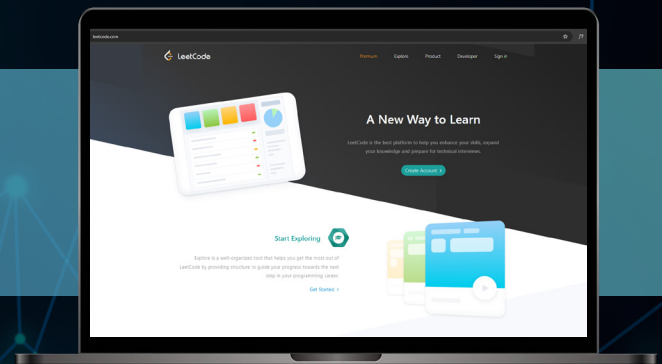 leetcode.com
LeetCode
Premium Explore Product Developer Sign in
A New Way to Learn
LeetCode is the best platform to help you enhance your skills, expand
your knowledge and prepare for technical interviews.
Create Account >
Start Exploring
Explore is a well-organized tool that helps you get the most out of
LeetCode by providing structure to guide your progress towards the next
step in your programming career.
Get Started >